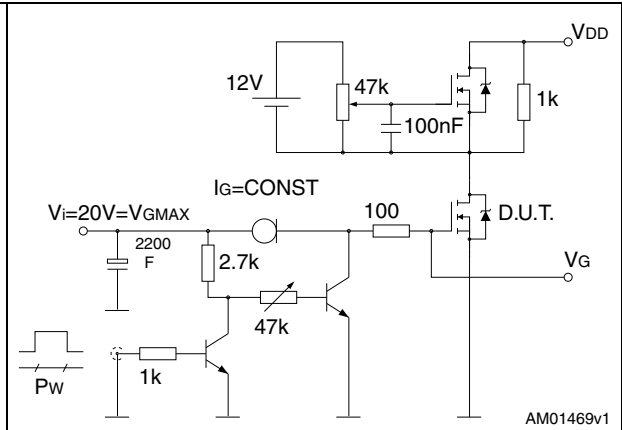 VDD
12V
47k
1k
100nF
IG=CONST
Vi=20V=VGMAX
100
D.U.T.
2200
F
2.7k
VG
47k
1k
PW
AM01469v1